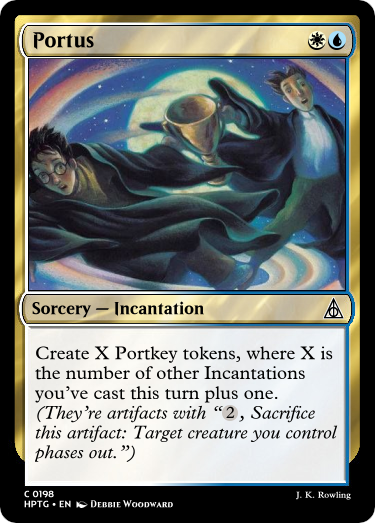 Portus
Sorcery — Incantation
Create X Portkey tokens, where X is
the number of other Incantations
you've cast this turn plus one.
(They're artifacts with “2, Sacrifice
this artifact: Target creature you control
phases out.”)
C 0198
HPTG • EN Debbie Woodward
J. K. Rowling